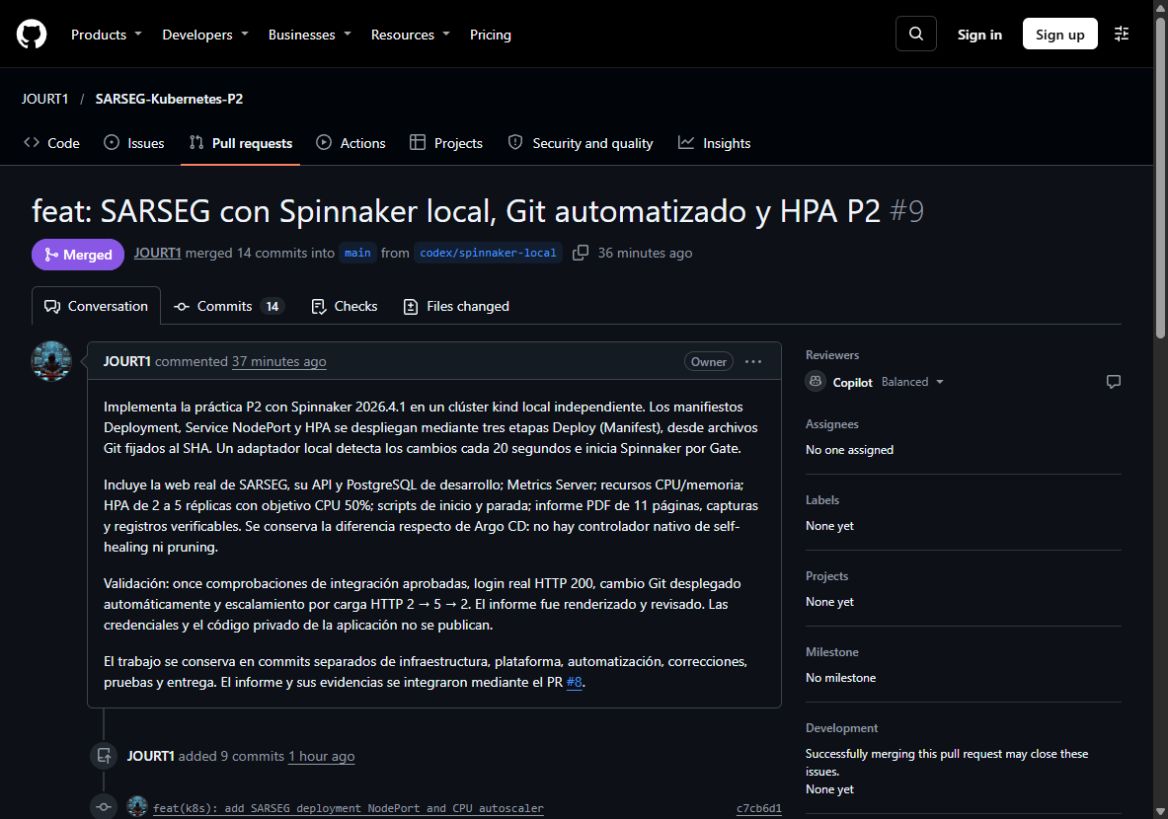 Products Developers Businesses Resources Pricing Sign in Sign up
JOURT1 / SARSEG-Kubernetes-P2
Code Issues Pull requests Actions Projects Security and quality Insights
feat: SARSEG con Spinnaker local, Git automatizado y HPA P2 #9
Merged JOURT1 merged 14 commits into main from codex/spinnaker-local 36 minutes ago
Conversation Commits 14 Checks Files changed
JOURT1 commented 37 minutes ago Owner
Implementa la práctica P2 con Spinnaker 2026.4.1 en un clúster kind local independiente. Los manifiestos
Deployment, Service NodePort y HPA se despliegan mediante tres etapas Deploy (Manifest), desde archivos
Git fijados al SHA. Un adaptador local detecta los cambios cada 20 segundos e inicia Spinnaker por Gate.
Incluye la web real de SARSEG, su API y PostgreSQL de desarrollo; Metrics Server; recursos CPU/memoria;
HPA de 2 a 5 réplicas con objetivo CPU 50%; scripts de inicio y parada; informe PDF de 11 páginas, capturas
y registros verificables. Se conserva la diferencia respecto de Argo CD: no hay controlador nativo de self-
healing ni pruning.
Validación: once comprobaciones de integración aprobadas, login real HTTP 200, cambio Git desplegado
automáticamente y escalamiento por carga HTTP 2 → 5 → 2. El informe fue renderizado y revisado. Las
credenciales y el código privado de la aplicación no se publican.
El trabajo se conserva en commits separados de infraestructura, plataforma, automatización, correcciones,
pruebas y entrega. El informe y sus evidencias se integraron mediante el PR #8.
JOURT1 added 9 commits 1 hour ago
feat(k8s): add SARSEG deployment NodePort and CPU autoscaler c7cb6d1
Reviewers
Copilot Balanced
Assignees
No one assigned
Labels
None yet
Projects
None yet
Milestone
No milestone
Development
Successfully merging this pull request may close these
issues.
None yet